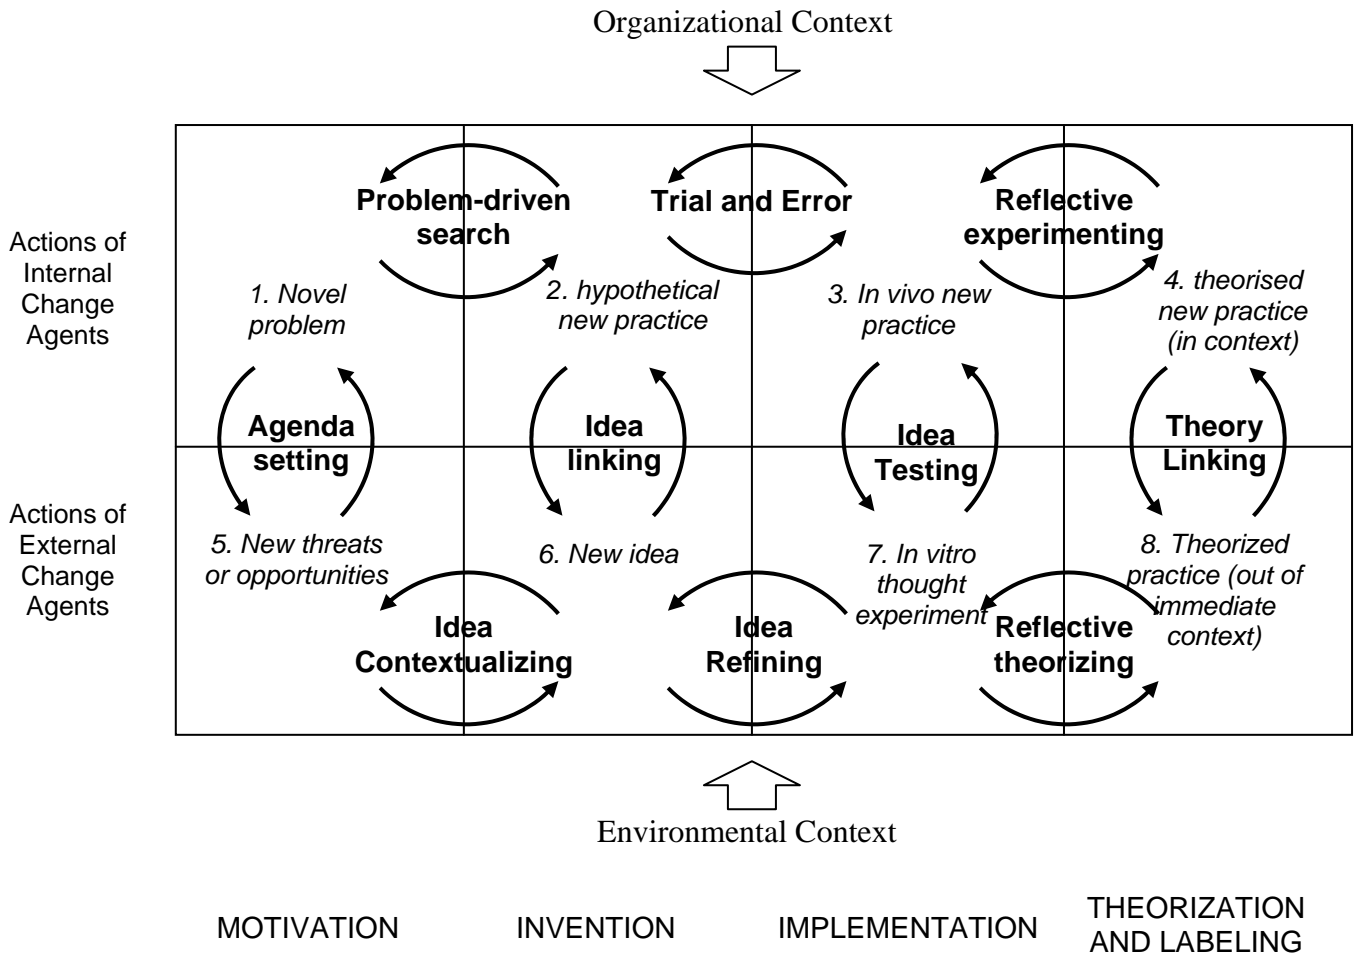 Organizational Context
Actions of
Internal
Change
Agents
Problem-driven
search
Trial and Error
Reflective
experimenting
1. Novel
problem
2. hypothetical
new practice
3. In vivo new
practice
4. theorised
new practice
(in context)
Agenda
setting
Idea
linking
Idea
Testing
Theory
Linking
Actions of
External
Change
Agents
5. New threats
or opportunities
6. New idea
7. In vitro
thought
experiment
8. Theorized
practice (out of
immediate
context)
Idea
Contextualizing
Idea
Refining
Reflective
theorizing
Environmental Context
MOTIVATION
INVENTION
IMPLEMENTATION
THEORIZATION
AND LABELING